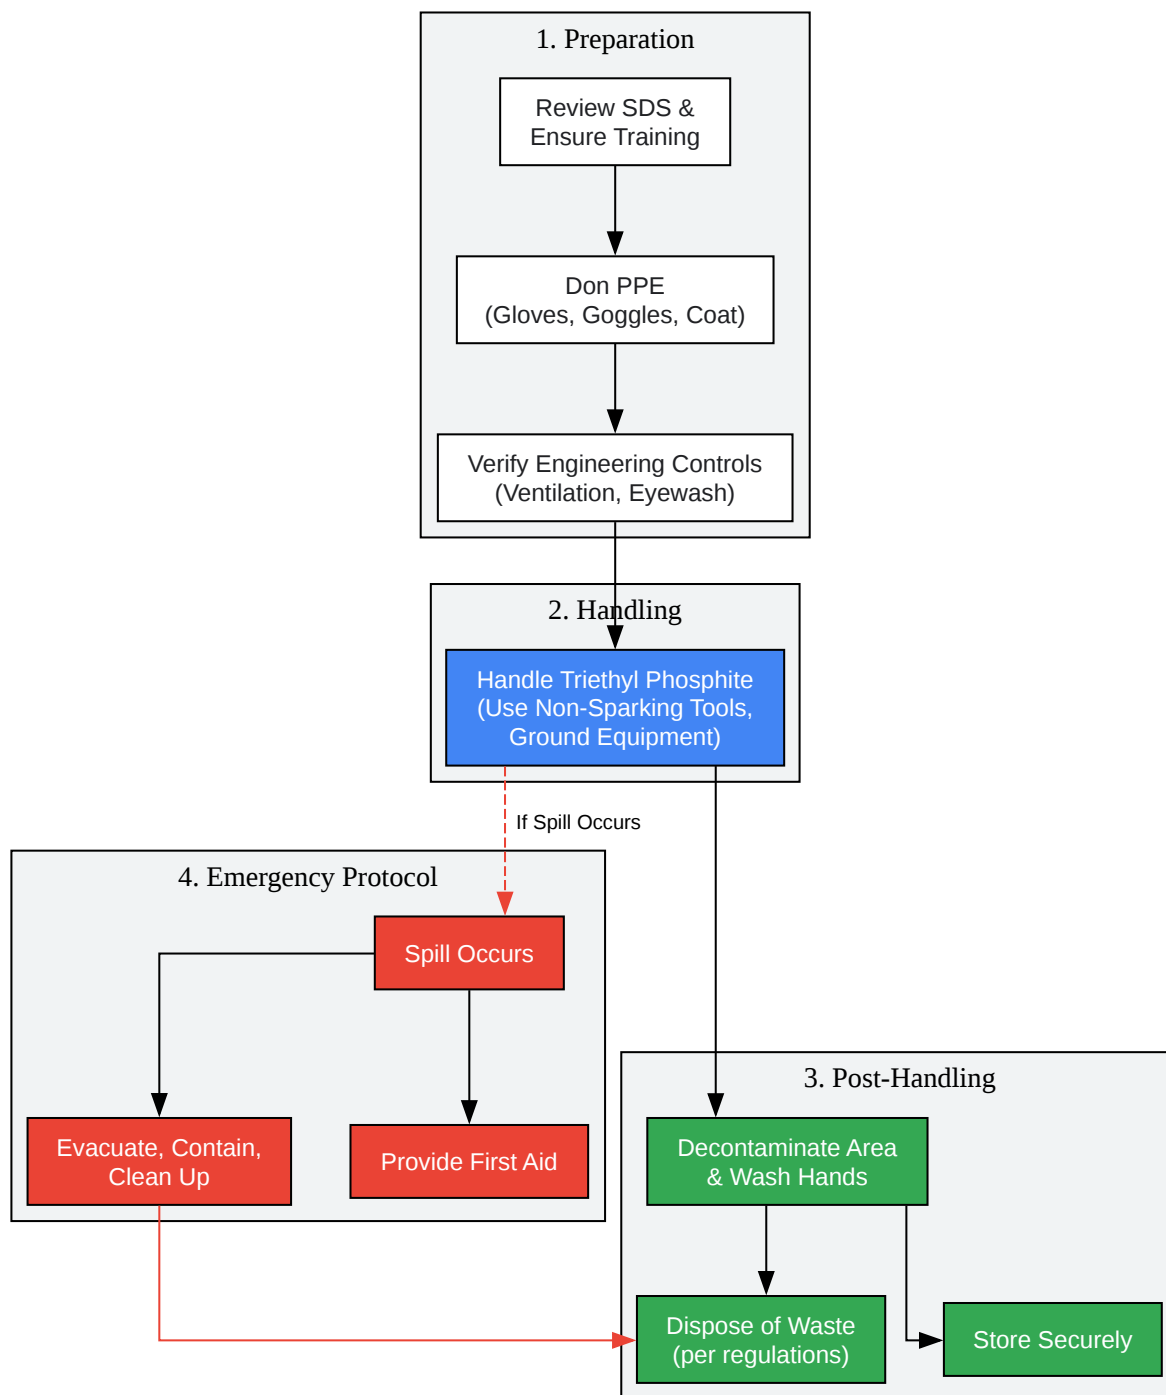 1. Preparation
Review SDS &
Ensure Training
Don PPE
(Gloves, Goggles, Coat)
Verify Engineering Controls
(Ventilation, Eyewash)
2. Handling
Handle Triethyl Phosphite
(Use Non-Sparking Tools,
Ground Equipment)
If Spill Occurs
4. Emergency Protocol
Spill Occurs
Evacuate, Contain,
Clean Up
Provide First Aid
3. Post-Handling
Decontaminate Area
& Wash Hands
Dispose of Waste
(per regulations)
Store Securely